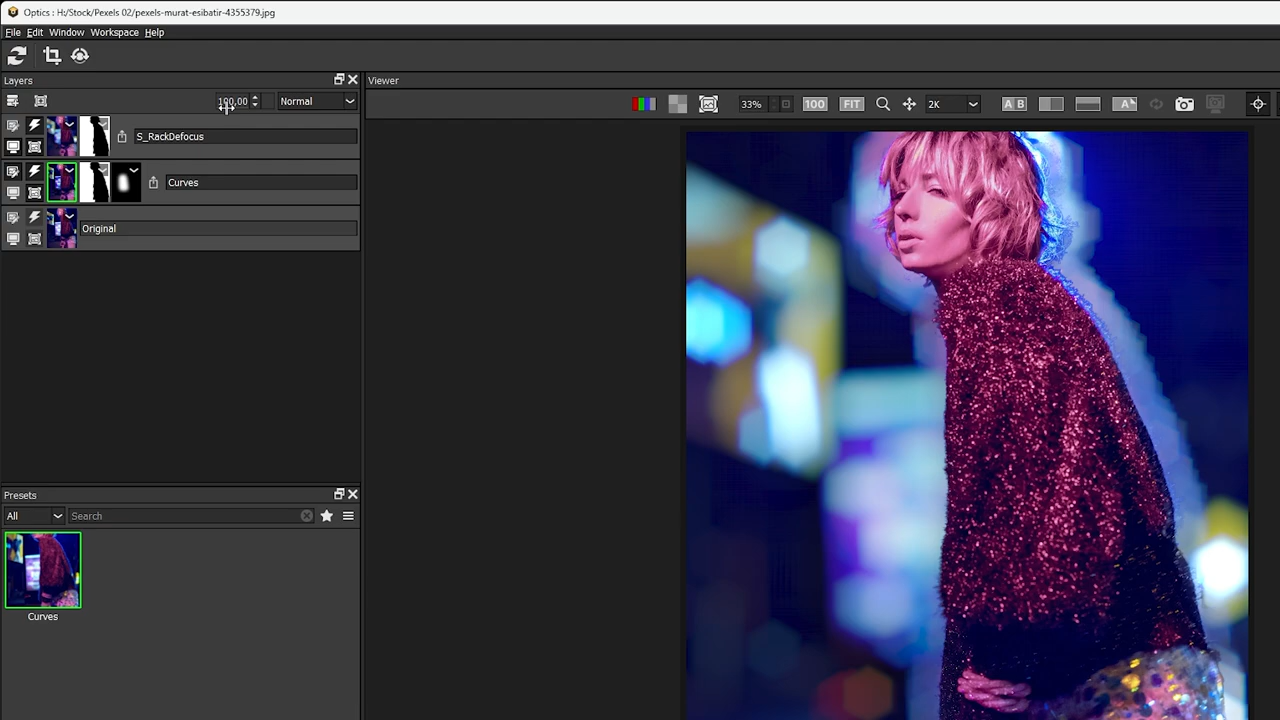 Optics : H:/Stock/Pexels 02/pexels-murat-esibatir-4355379.jpg
File Edit Window Workspace Help
Layers
Viewer
100.00 Normal
33% 100 FIT 2K A B A
S_RackDefocus
Curves
Original
Presets
All Search
Curves